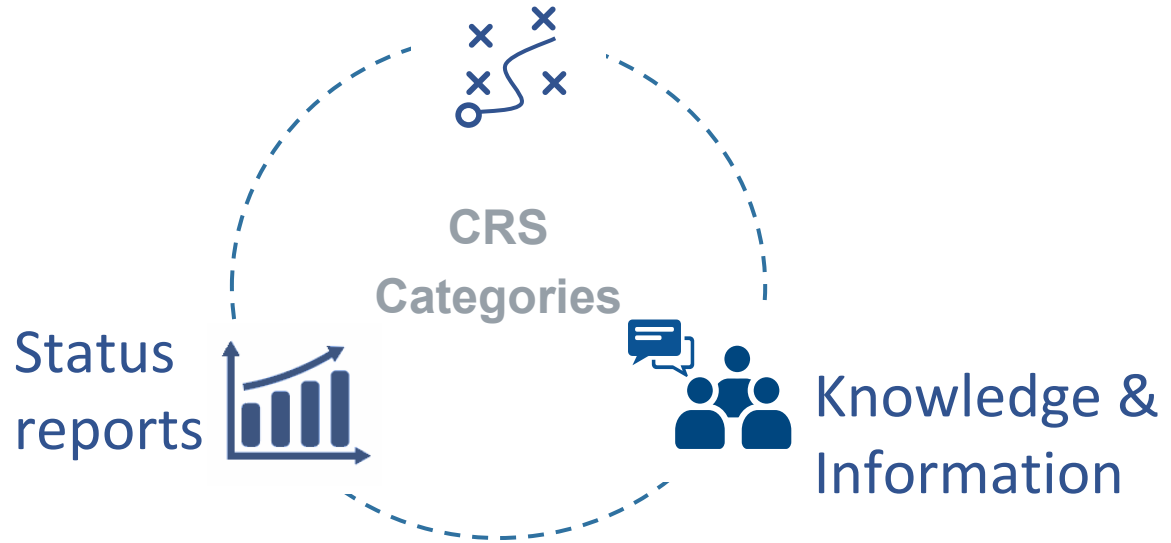 CRS
Categories
Status
reports
Knowledge &
Information